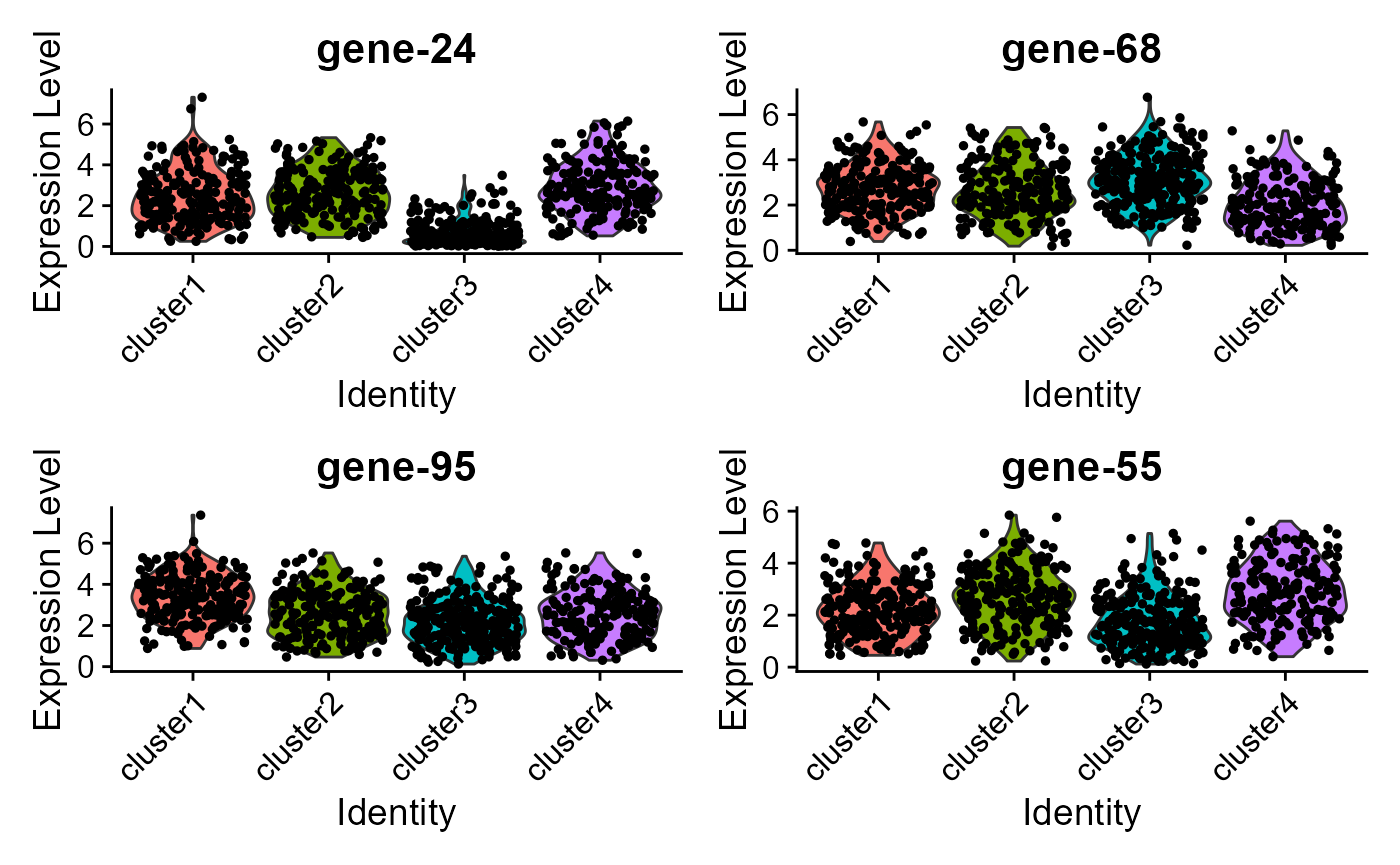 gene-24
Expression Level
6
4
2
0
cluster1
cluster2
cluster3
cluster4
Identity
gene-68
Expression Level
6
4
2
0
cluster1
cluster2
cluster3
cluster4
Identity
gene-95
Expression Level
6
4
2
0
cluster1
cluster2
cluster3
cluster4
Identity
gene-55
Expression Level
6
4
2
0
cluster1
cluster2
cluster3
cluster4
Identity